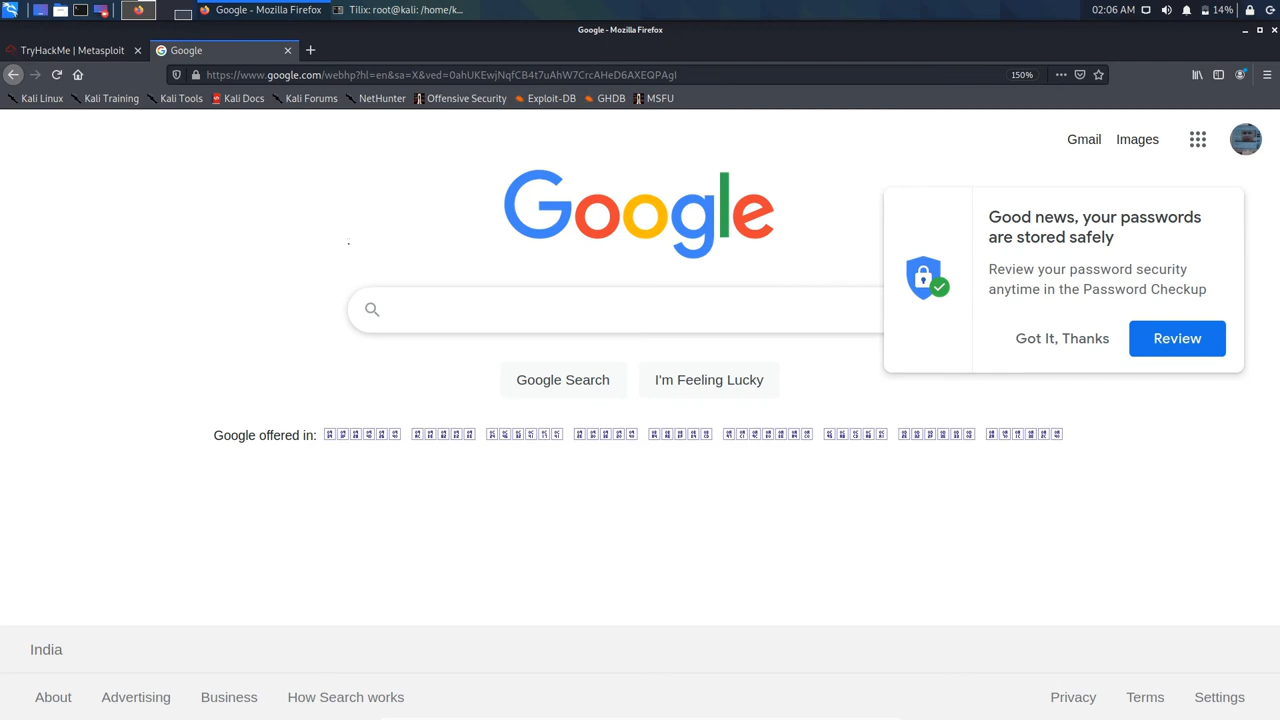 Google - Mozilla Firefox
Tilix: root@kali: /home/k...
02:06 AM
14%
Google - Mozilla Firefox
TryHackMe | Metasploit
Google
https://www.google.com/webhp?hl=en&sa=X&ved=0ahUKEwjNqfCB4t7uAhW7CrcAHeD6AXEQPAgI
150%
Kali Linux
Kali Training
Kali Tools
Kali Docs
Kali Forums
NetHunter
Offensive Security
Exploit-DB
GHDB
MSFU
Gmail
Images
Google
Good news, your passwords
are stored safely
Review your password security
anytime in the Password Checkup
Got It, Thanks
Review
Google Search
I'm Feeling Lucky
Google offered in:
India
About
Advertising
Business
How Search works
Privacy
Terms
Settings